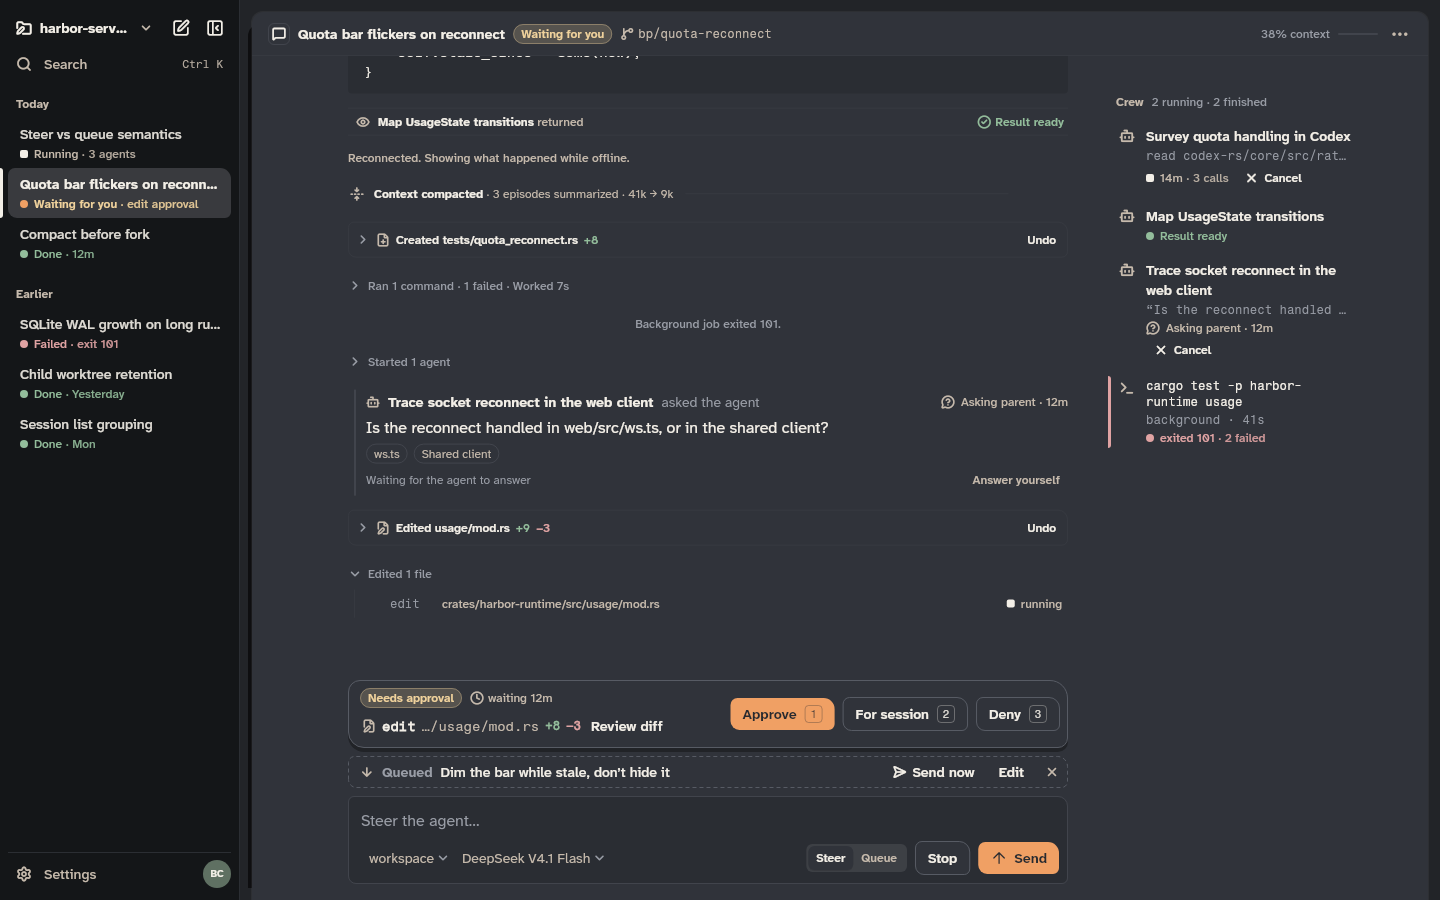 harbor-serv...
Search
Ctrl K
Today
Steer vs queue semantics
Running · 3 agents
Quota bar flickers on reconn...
Waiting for you · edit approval
Compact before fork
Done · 12m
Earlier
SQLite WAL growth on long ru...
Failed · exit 101
Child worktree retention
Done · Yesterday
Session list grouping
Done · Mon
Settings
BC
Quota bar flickers on reconnect
Waiting for you
bp/quota-reconnect
38% context
}
Map UsageState transitions returned
Result ready
Reconnected. Showing what happened while offline.
Context compacted · 3 episodes summarized · 41k → 9k
Created tests/quota_reconnect.rs +8
Undo
Ran 1 command · 1 failed · Worked 7s
Background job exited 101.
Started 1 agent
Trace socket reconnect in the web client asked the agent
Asking parent · 12m
Is the reconnect handled in web/src/ws.ts, or in the shared client?
ws.ts
Shared client
Waiting for the agent to answer
Answer yourself
Edited usage/mod.rs +9 −3
Undo
Edited 1 file
edit crates/harbor-runtime/src/usage/mod.rs
running
Needs approval
waiting 12m
edit …/usage/mod.rs +8 −3 Review diff
Approve 1
For session 2
Deny 3
Queued Dim the bar while stale, don't hide it
Send now
Edit
Steer the agent...
workspace
DeepSeek V4.1 Flash
Steer
Queue
Stop
Send
Crew 2 running · 2 finished
Survey quota handling in Codex
read codex-rs/core/src/rat…
14m · 3 calls
Cancel
Map UsageState transitions
Result ready
Trace socket reconnect in the
web client
“Is the reconnect handled …
Asking parent · 12m
Cancel
cargo test -p harbor-
runtime usage
background · 41s
exited 101 · 2 failed